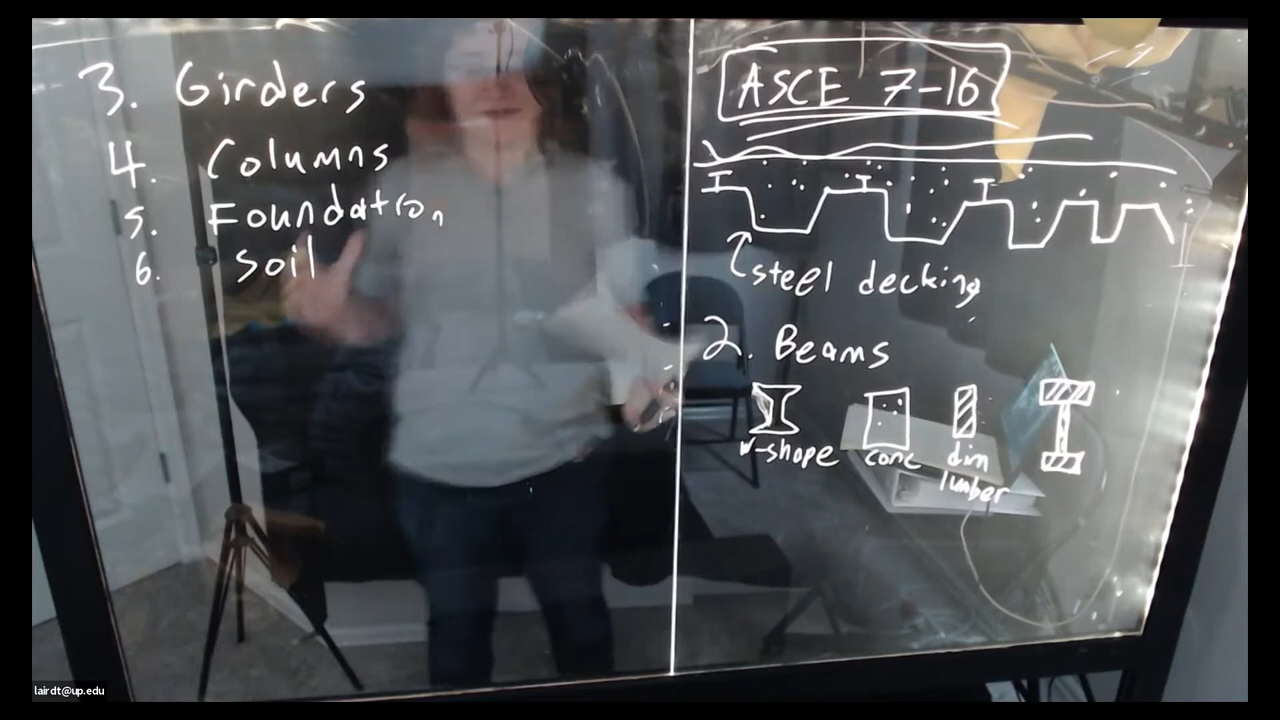 3. Girders
4. Columns
5. Foundation
6. Soil
ASCE 7-16
steel decking
2. Beams
W-shape conc dim
lumber
lairdt@up.edu